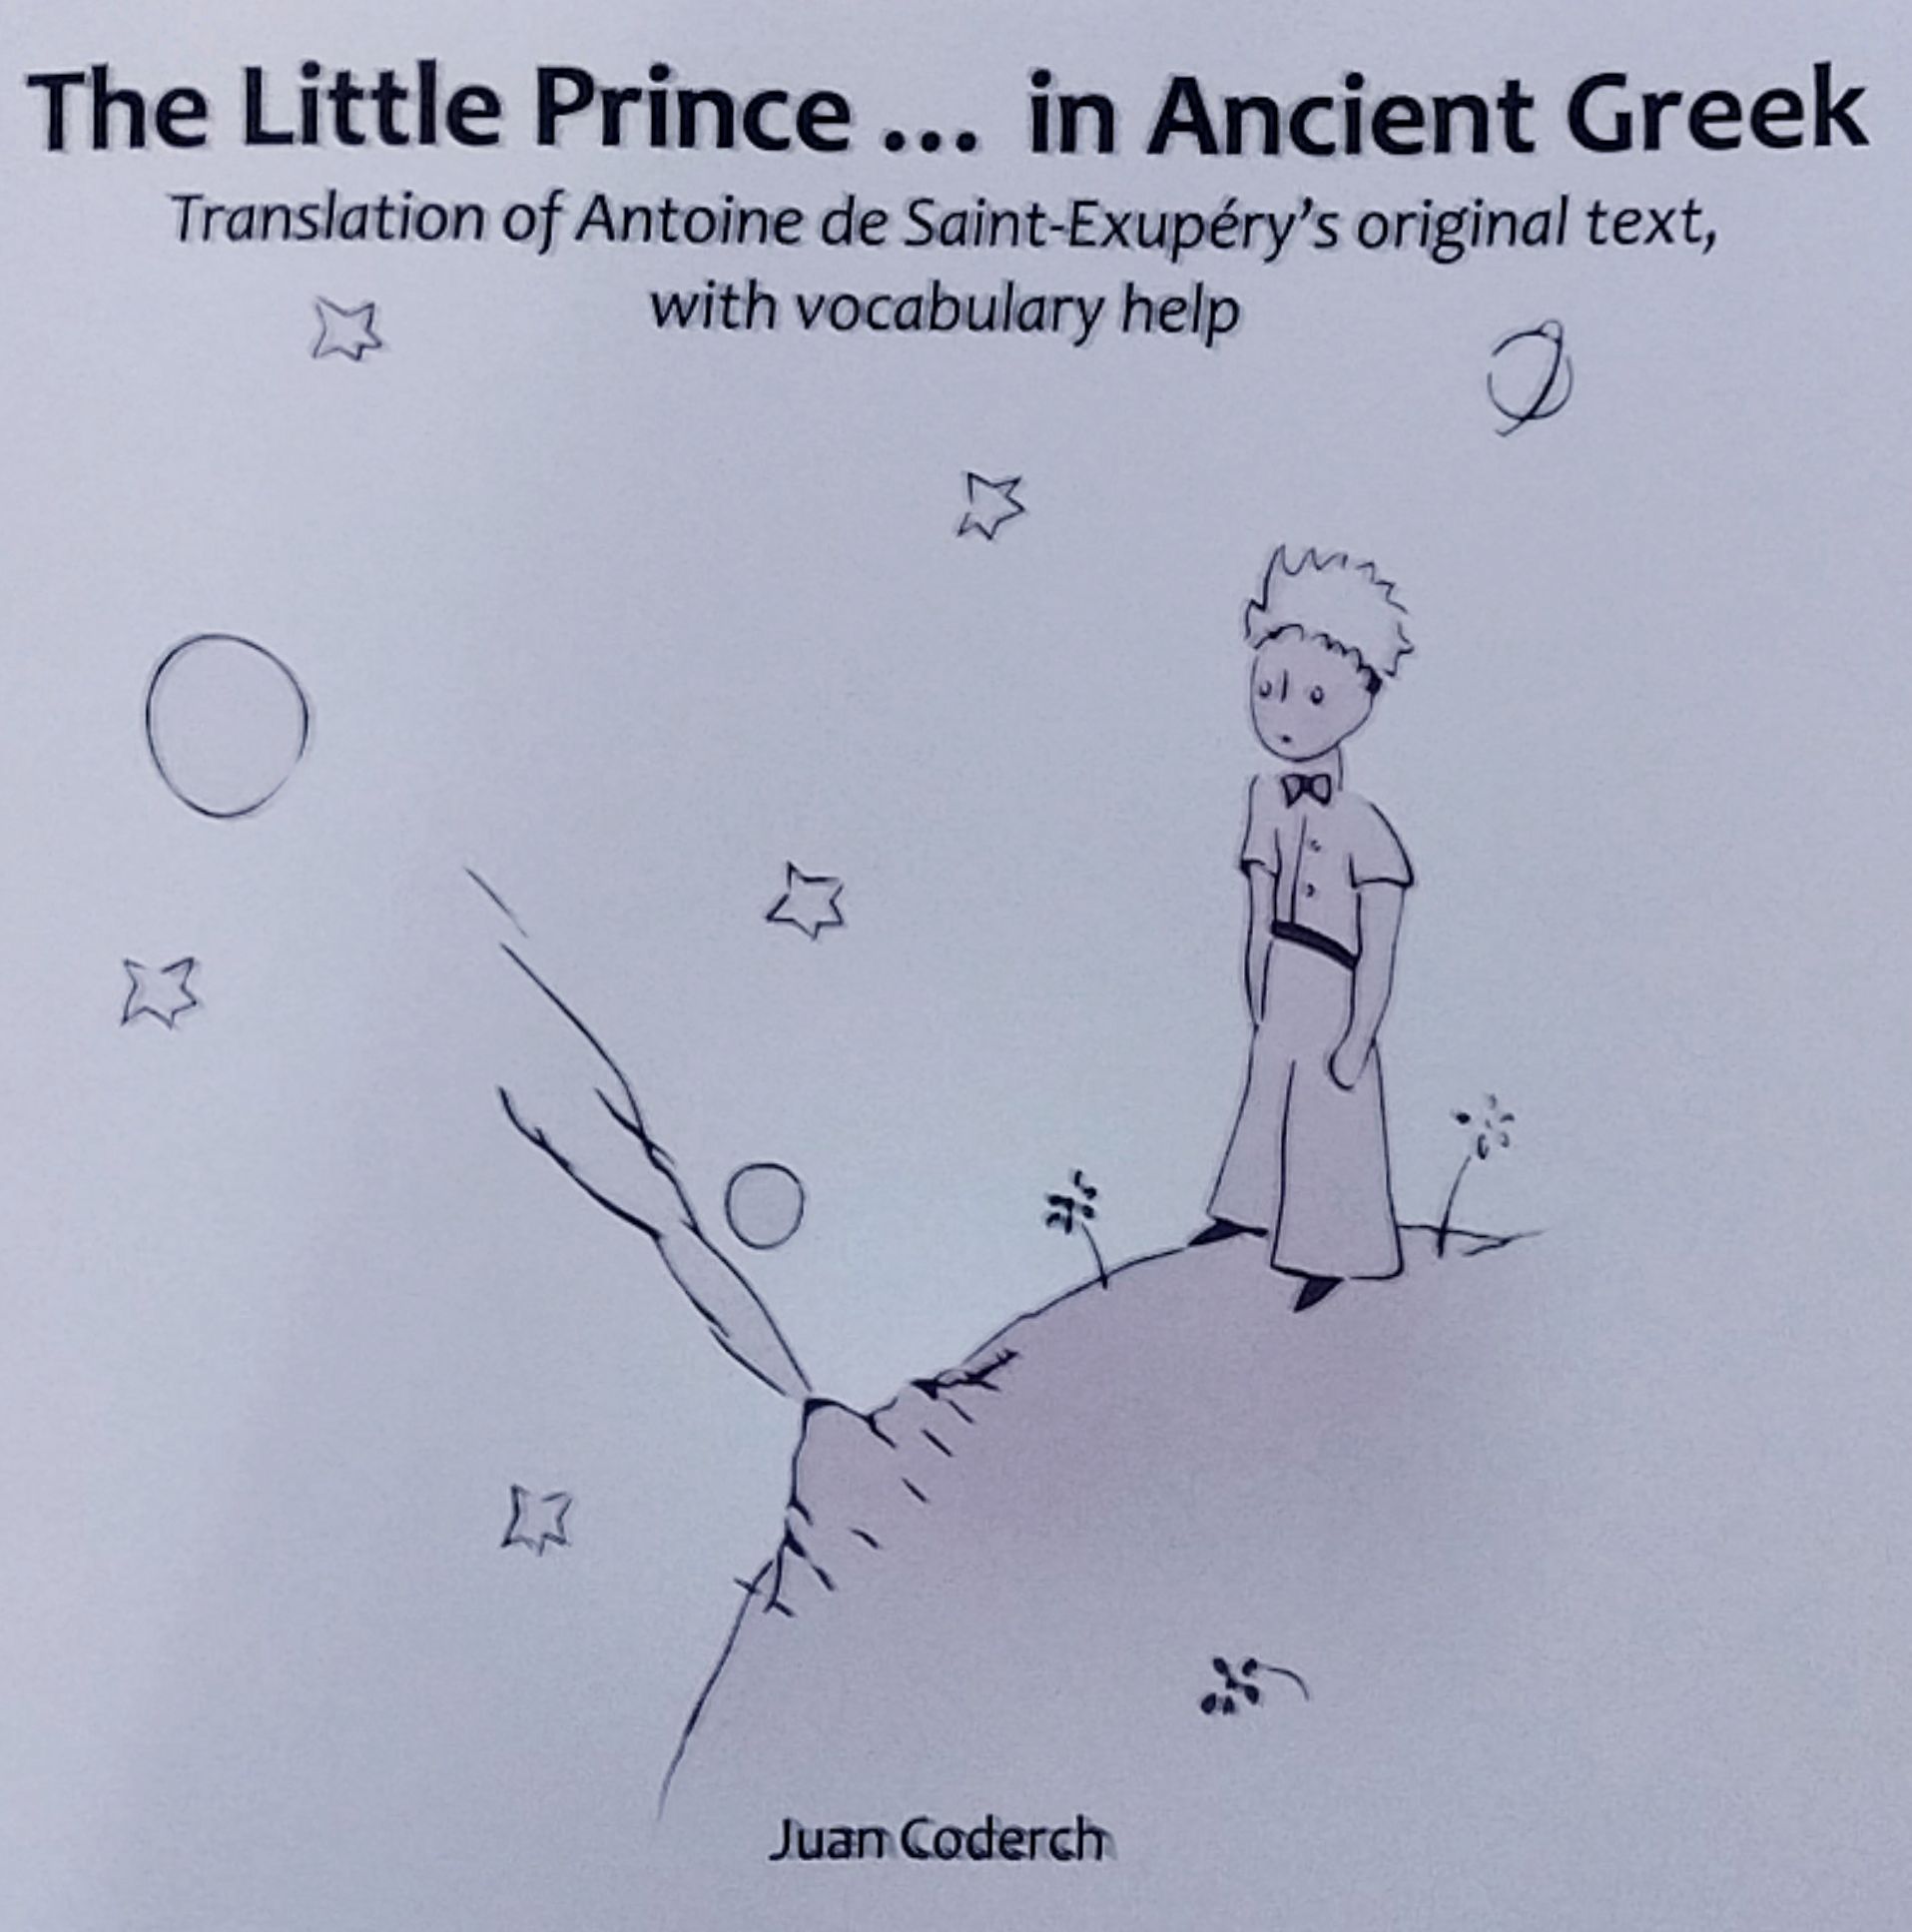 The Little Prince ... in Ancient Greek
Translation of Antoine de Saint-Exupéry's original text,
with vocabulary help
Juan Coderch